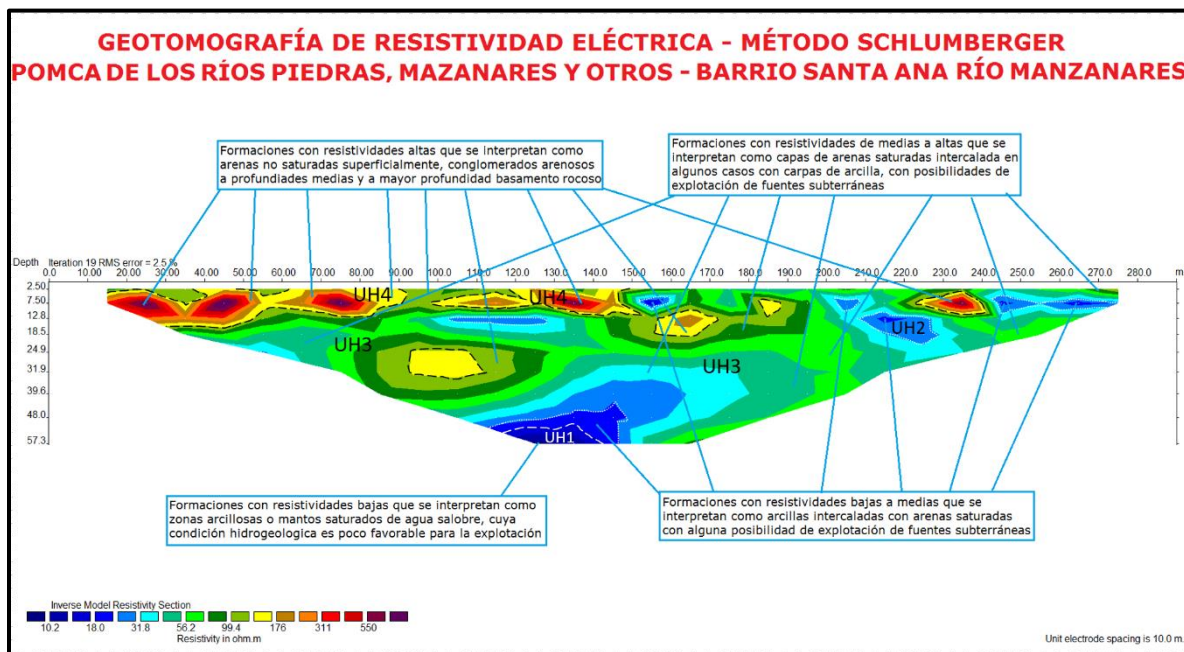 GEOTOMOGRAFÍA DE RESISTIVIDAD ELÉCTRICA - MÉTODO SCHLUMBERGER
POMCA DE LOS RÍOS PIEDRAS, MAZANARES Y OTROS - BARRIO SANTA ANA RÍO MANZANARES
Formaciones con resistividades altas que se interpretan como
arenas no saturadas superficialmente, conglomerados arenosos
a profundiades medias y a mayor profundidad basamento rocoso
Formaciones con resistividades de medias a altas que se
interpretan como capas de arenas saturadas intercalada en
algunos casos con carpas de arcilla, con posibilidades de
explotación de fuentes subterráneas
Depth Iteration 19 RMS error = 2.5 %
0.0 10.00 20.00 30.00 40.00 50.00 60.00 70.00 80.00 90.00 100.0 110.0 120.0 130.0 140.0 150.0 160.0 170.0 180.0 190.0 200.0 210.0 220.0 230.0 240.0 250.0 260.0 270.0 280.0 m.
2.50
7.50
12.8
18.5
24.9
31.9
39.6
48.0
57.3
UH4
UH4
UH2
UH3
UH3
UH1
Formaciones con resistividades bajas que se interpretan como
zonas arcillosas o mantos saturados de agua salobre, cuya
condición hidrogeologica es poco favorable para la explotación
Formaciones con resistividades bajas a medias que se
interpretan como arcillas intercaladas con arenas saturadas
con alguna posibilidad de explotación de fuentes subterráneas
Inverse Model Resistivity Section
10.2 18.0 31.8 56.2 99.4 176 311 550
Resistivity in ohm.m
Unit electrode spacing is 10.0 m.